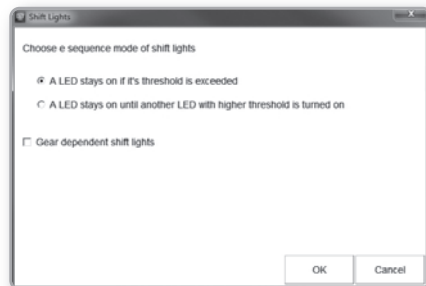 Shift Lights
Choose e sequence mode of shift lights
A LED stays on if it's threshold is exceeded
A LED stays on until another LED with higher threshold is turned on
Gear dependent shift lights
OK Cancel